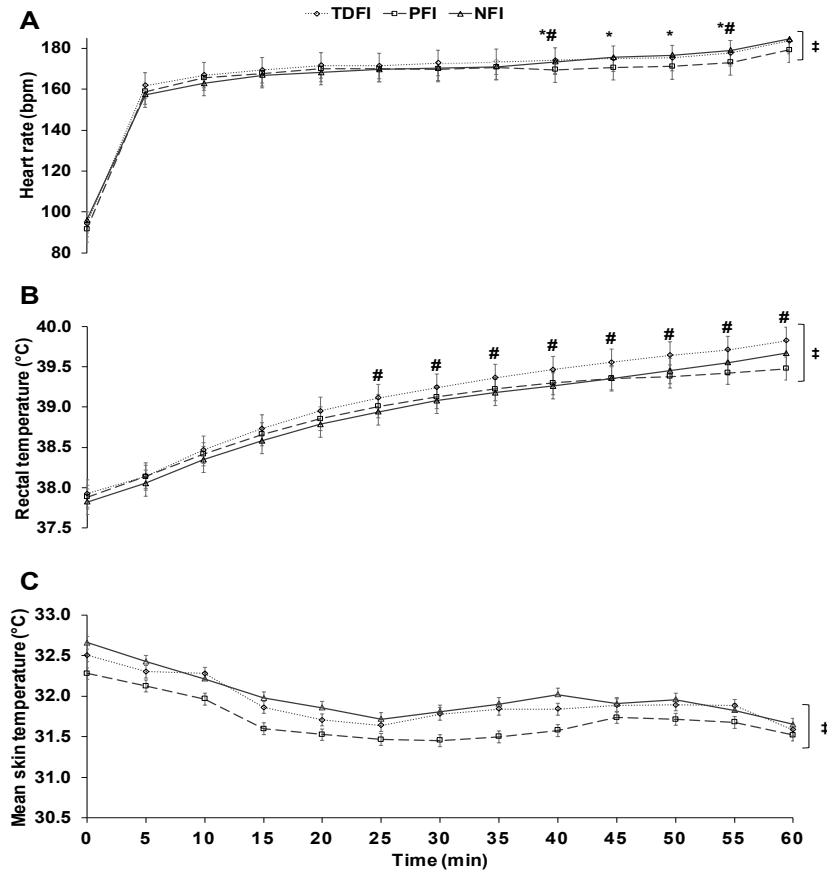 TDFI PFI NFI
A
*# * * *#
‡
180
160
140
120
100
80
Heart rate (bpm)
B
# # # # # # # #
‡
40.0
39.5
39.0
38.5
38.0
37.5
Rectal temperature (°C)
C
‡
33.0
32.5
32.0
31.5
31.0
30.5
Mean skin temperature (°C)
0 5 10 15 20 25 30 35 40 45 50 55 60
Time (min)